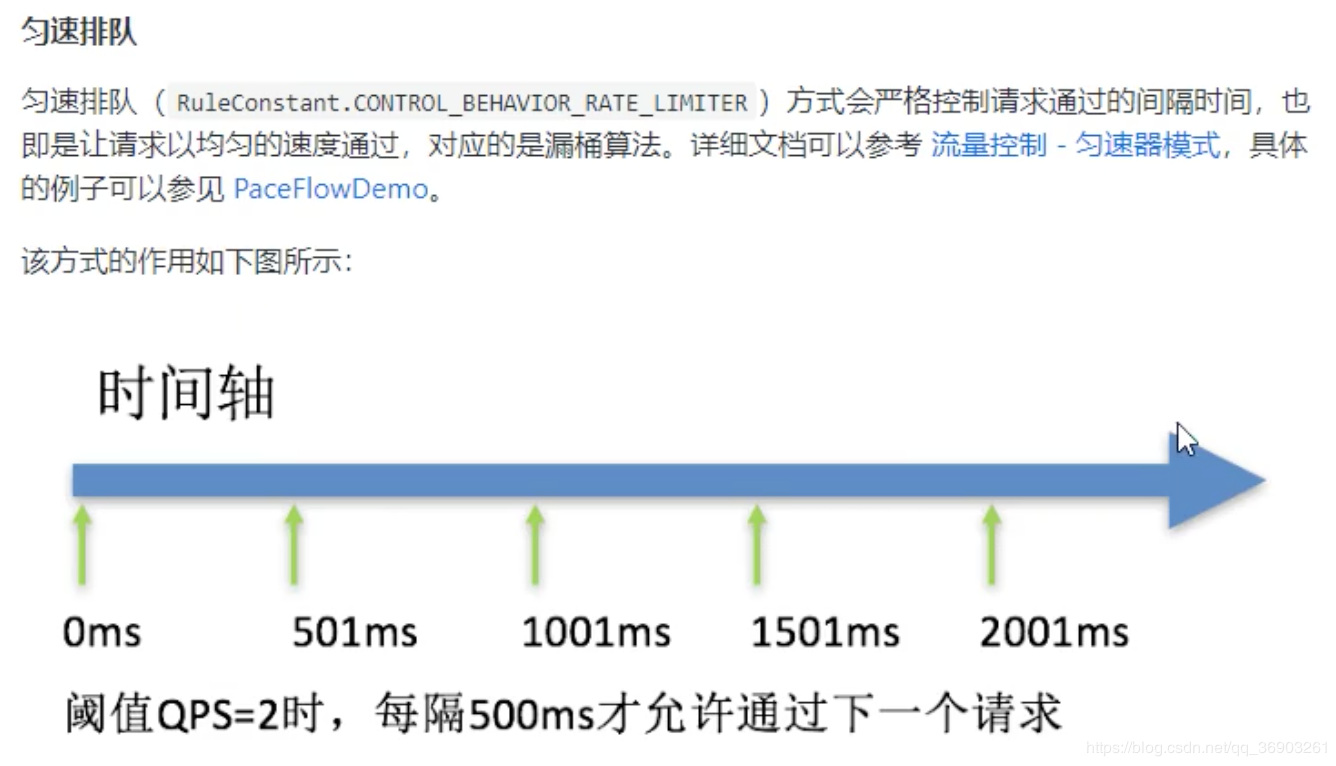 匀速排队
匀速排队（RuleConstant.CONTROL_BEHAVIOR_RATE_LIMITER）方式会严格控制请求通过的间隔时间，也
即是让请求以均匀的速度通过，对应的是漏桶算法。详细文档可以参考 流量控制 - 匀速器模式，具体
的例子可以参见 PaceFlowDemo。
该方式的作用如下图所示：
时间轴
0ms 501ms 1001ms 1501ms 2001ms
阈值QPS=2时，每隔500ms才允许通过下一个请求
https://blog.csdn.net/qq_36903261